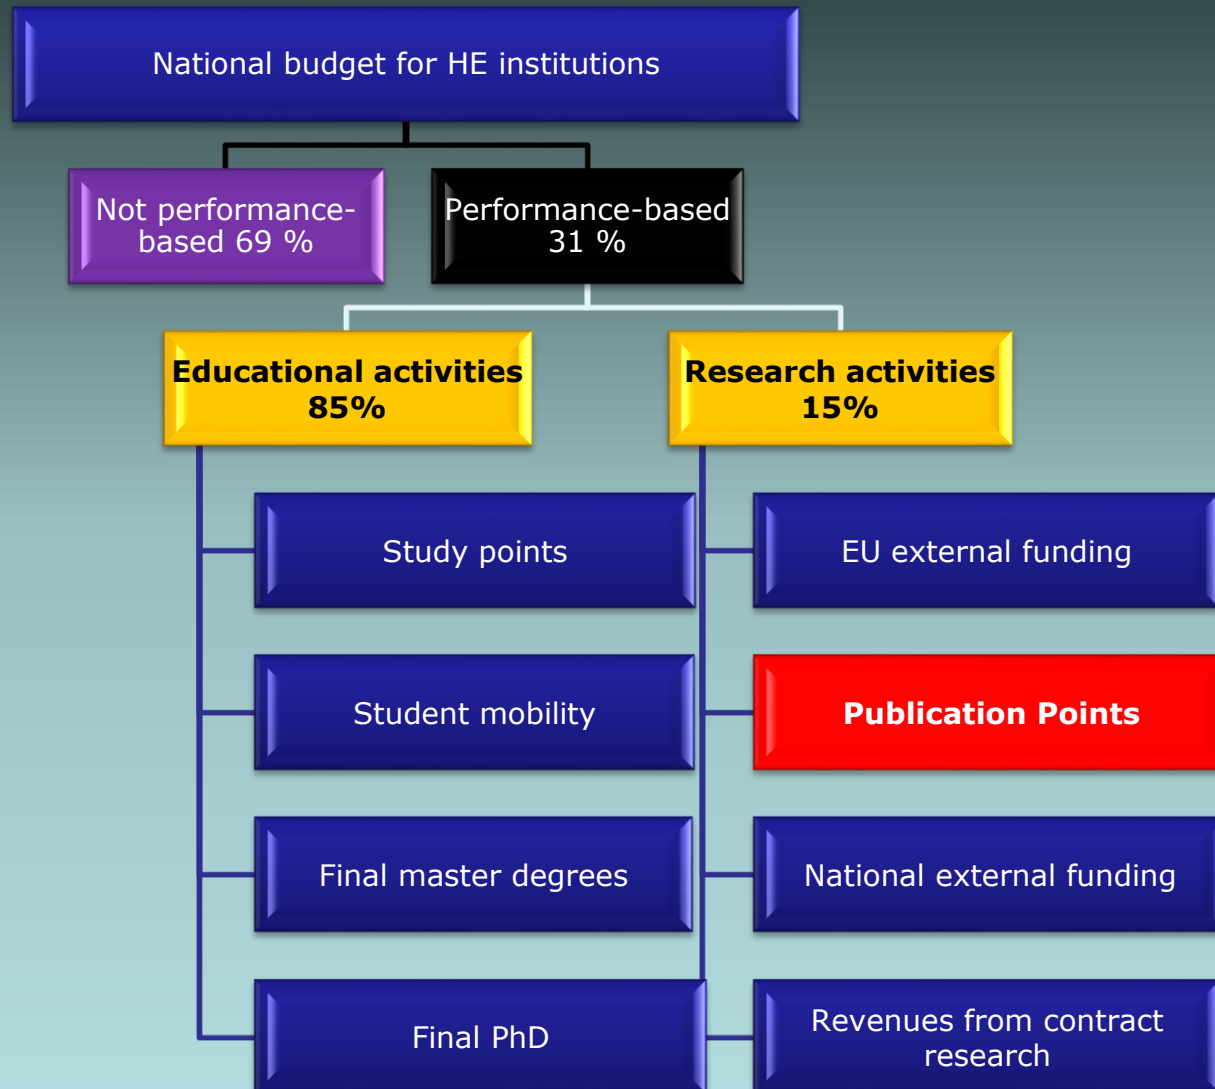 National budget for HE institutions
Not performance-
based 69 %
Performance-based
31 %
Educational activities
85%
Research activities
15%
Study points
EU external funding
Student mobility
Publication Points
Final master degrees
National external funding
Final PhD
Revenues from contract
research